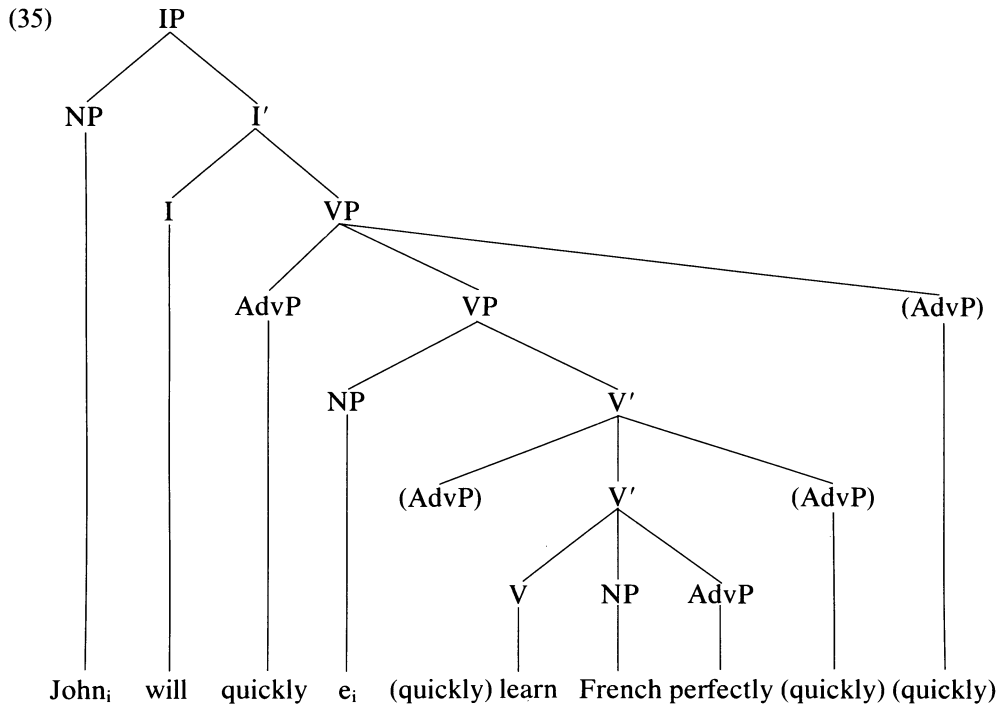 (35) IP
NP I′
I VP
AdvP VP (AdvP)
NP V′
(AdvP) V′ (AdvP)
V NP AdvP
Johnᵢ will quickly eᵢ (quickly) learn French perfectly (quickly) (quickly)